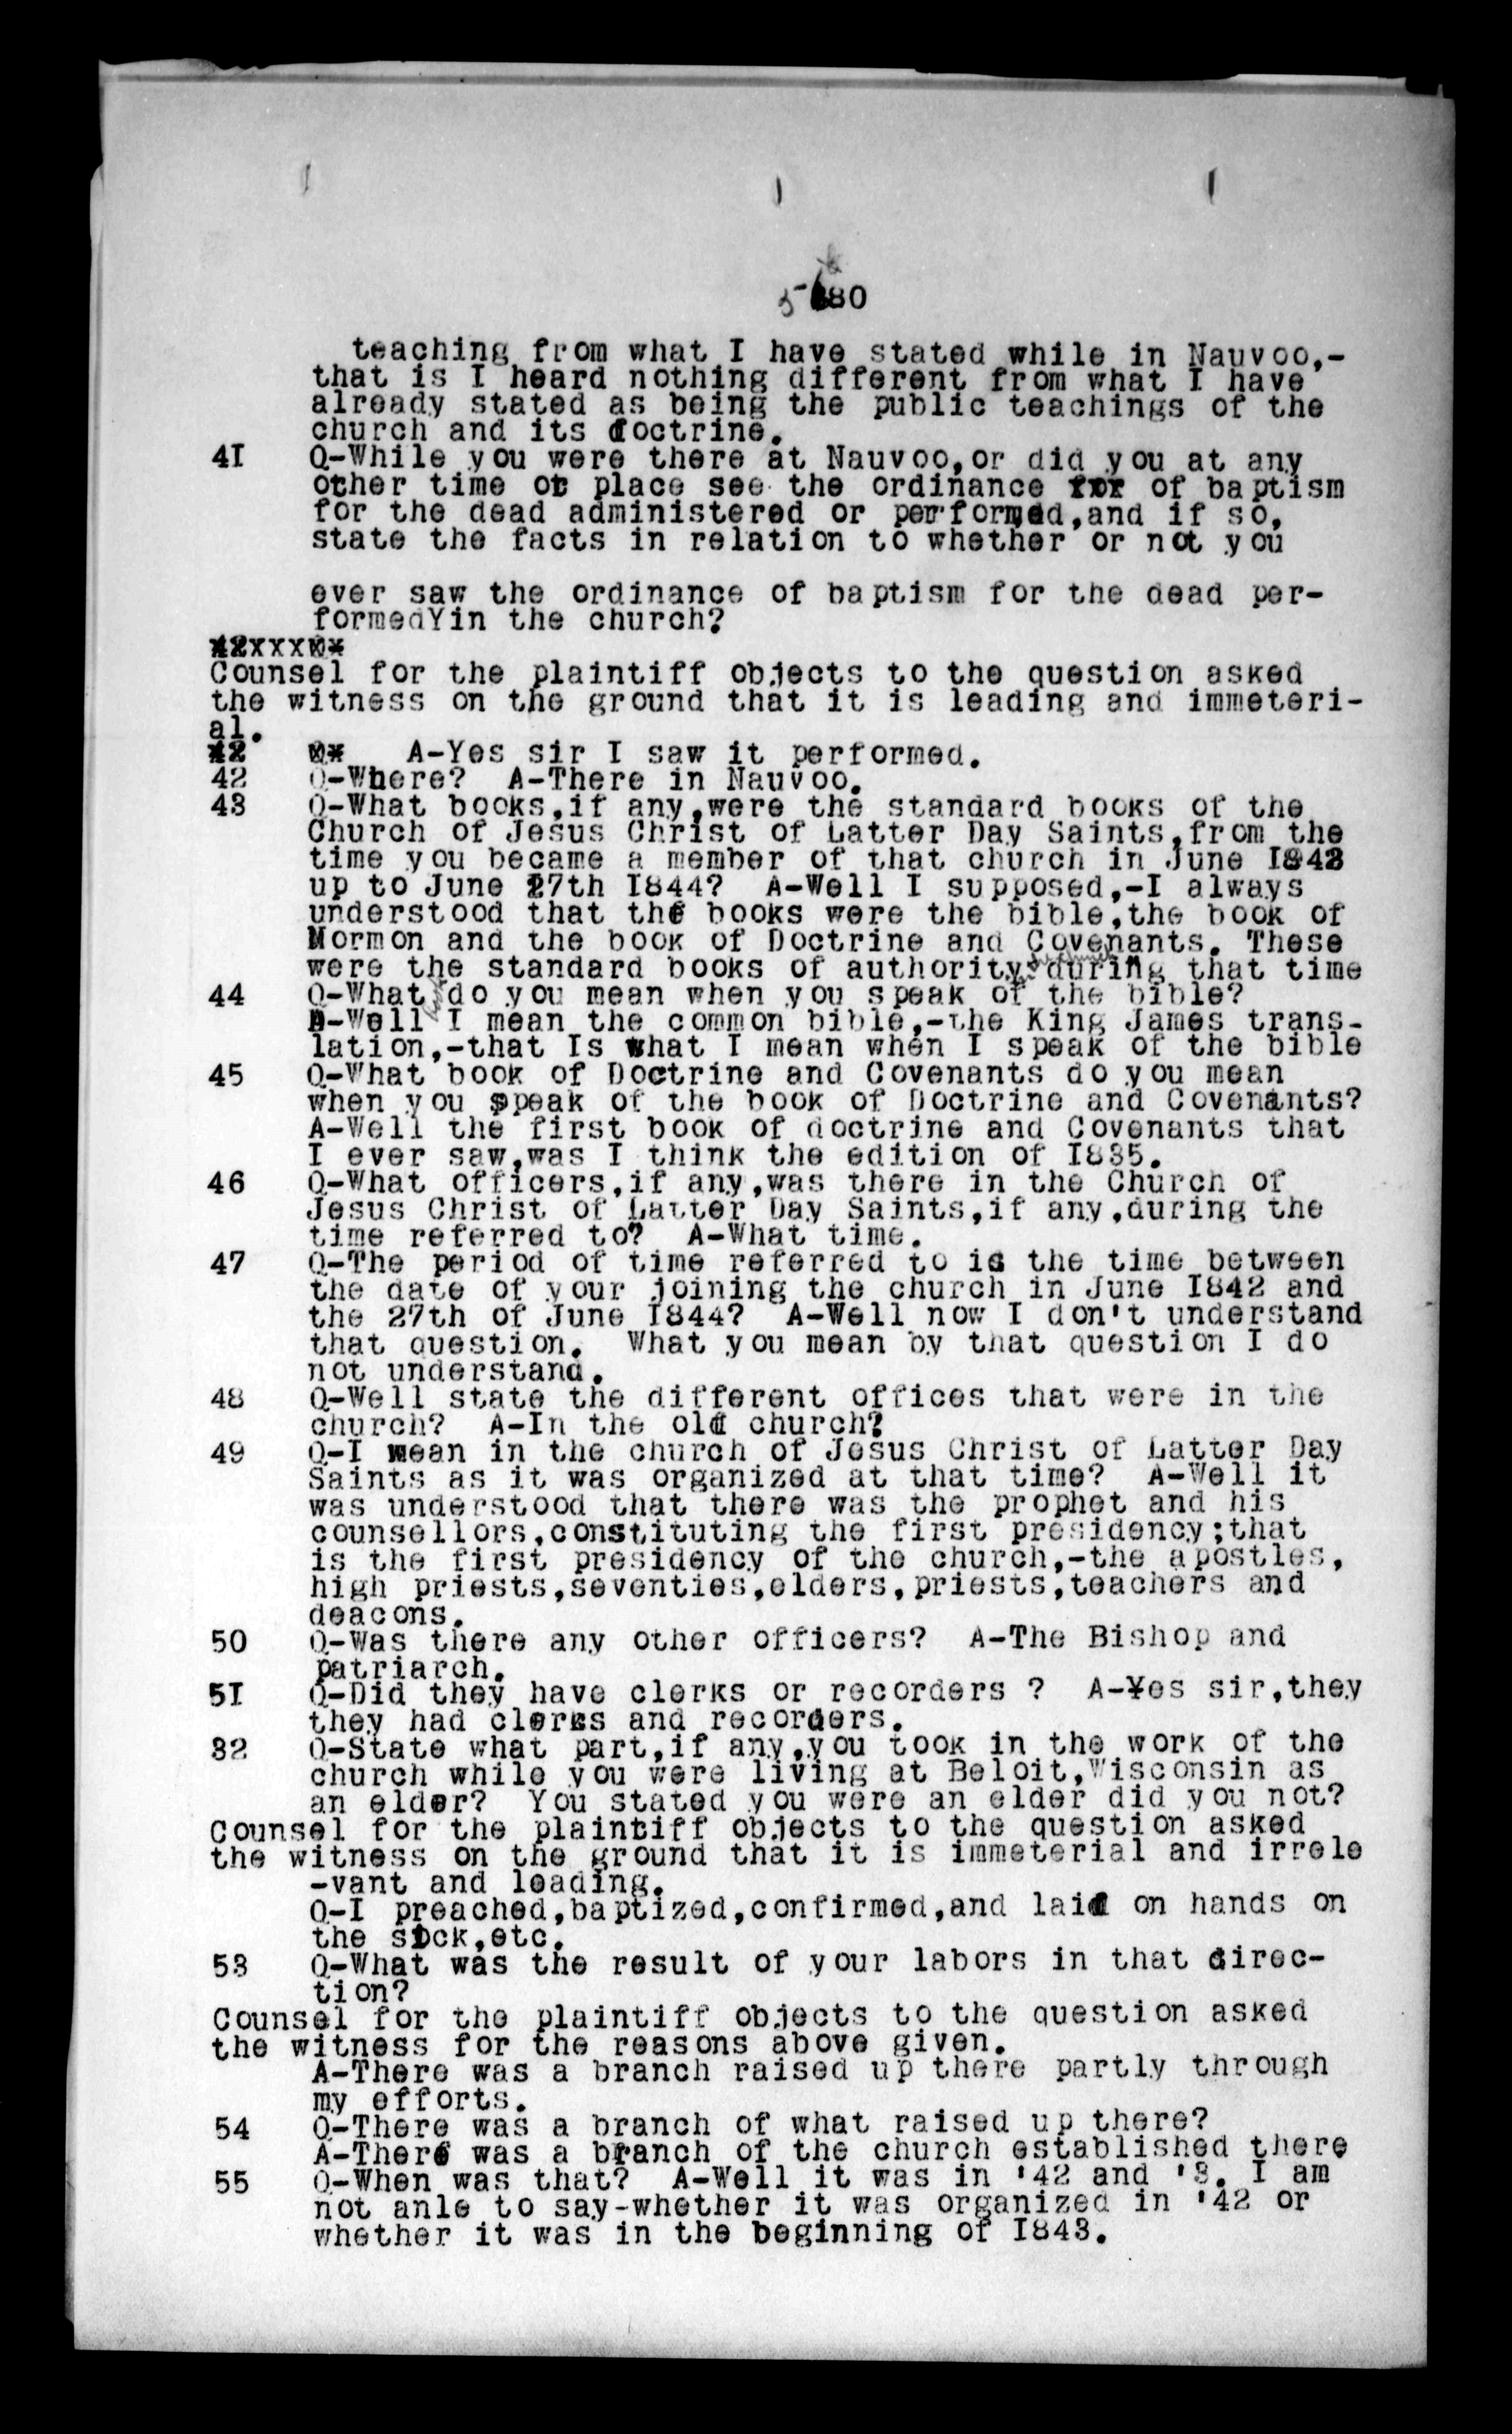 580
teaching from what I have stated while in Nauvoo,-
that is I heard nothing different from what I have
already stated as being the public teachings of the
church and its doctrine.
41 Q-While you were there at Nauvoo,or did you at any
other time or place see the ordinance for of baptism
for the dead administered or performed,and if so,
state the facts in relation to whether or not you
ever saw the ordinance of baptism for the dead per-
formedYin the church?
42xxxxQx
Counsel for the plaintiff objects to the question asked
the witness on the ground that it is leading and immeteri-
al.
42 Qx A-Yes sir I saw it performed.
42 Q-Where? A-There in Nauvoo.
43 Q-What books,if any,were the standard books of the
Church of Jesus Christ of Latter Day Saints,from the
time you became a member of that church in June I842
up to June 27th I844? A-Well I supposed,-I always
understood that the books were the bible,the book of
Mormon and the book of Doctrine and Covenants. These
were the standard books of authority during that time
44 Q-What do you mean when you speak of the bible?
A-Well I mean the common bible,-the King James trans-
lation,-that Is what I mean when I speak of the bible
45 Q-What book of Doctrine and Covenants do you mean
when you speak of the book of Doctrine and Covenants?
A-Well the first book of doctrine and Covenants that
I ever saw,was I think the edition of I835.
46 Q-What officers,if any,was there in the Church of
Jesus Christ of Latter Day Saints,if any,during the
time referred to? A-What time.
47 Q-The period of time referred to is the time between
the date of your joining the church in June I842 and
the 27th of June I844? A-Well now I don't understand
that question. What you mean by that question I do
not understand.
48 Q-Well state the different offices that were in the
church? A-In the old church?
49 Q-I mean in the church of Jesus Christ of Latter Day
Saints as it was organized at that time? A-Well it
was understood that there was the prophet and his
counsellors,constituting the first presidency;that
is the first presidency of the church,-the apostles,
high priests,seventies,elders,priests,teachers and
deacons.
50 Q-Was there any other officers? A-The Bishop and
patriarch.
5I Q-Did they have clerks or recorders ? A-Yes sir,they
they had clerks and recorders.
32 Q-State what part,if any,you took in the work of the
church while you were living at Beloit,Wisconsin as
an elder? You stated you were an elder did you not?
Counsel for the plaintiff objects to the question asked
the witness on the ground that it is immeterial and irrele
-vant and leading.
Q-I preached,baptized,confirmed,and laid on hands on
the sick,etc.
53 Q-What was the result of your labors in that direc-
tion?
Counsel for the plaintiff objects to the question asked
the witness for the reasons above given.
A-There was a branch raised up there partly through
my efforts.
54 Q-There was a branch of what raised up there?
A-There was a branch of the church established there
55 Q-When was that? A-Well it was in '42 and '3. I am
not anle to say-whether it was organized in '42 or
whether it was in the beginning of I843.